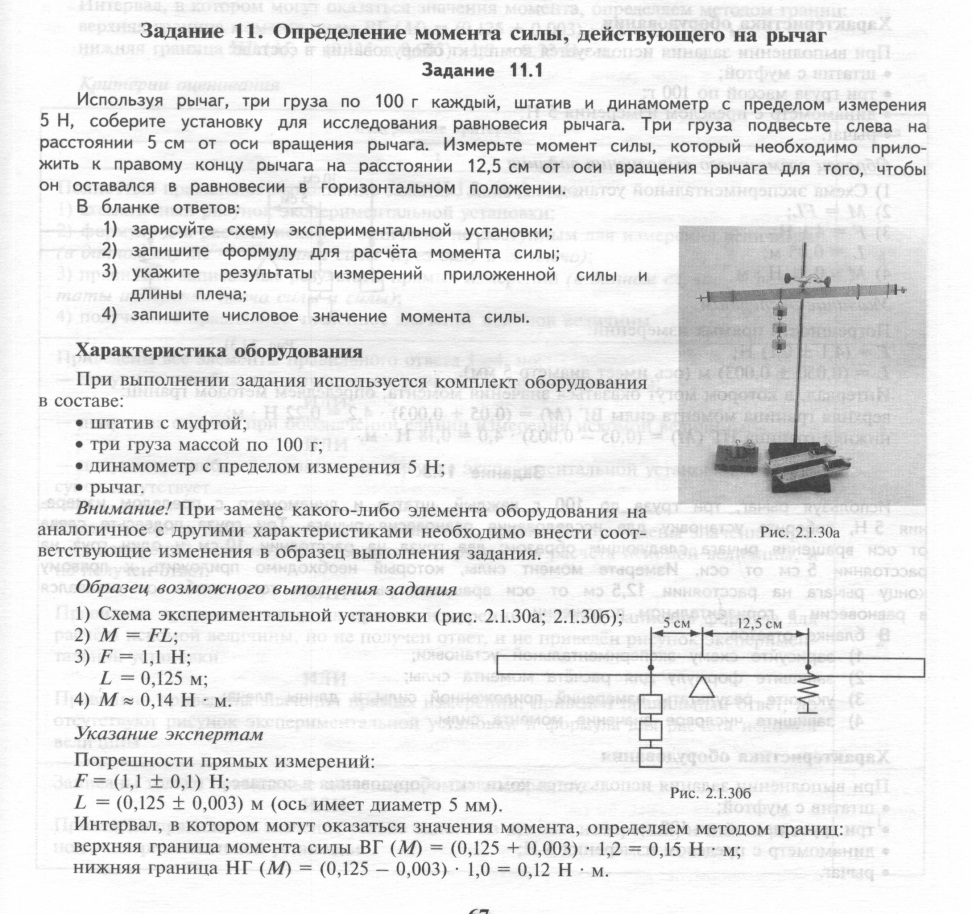 Задание 11. Определение момента силы, действующего на рычаг
Задание 11.1
Используя рычаг, три груза по 100 г каждый, штатив и динамометр с пределом измерения
5 Н, соберите установку для исследования равновесия рычага. Три груза подвесьте слева на
расстоянии 5 см от оси вращения рычага. Измерьте момент силы, который необходимо прило-
жить к правому концу рычага на расстоянии 12,5 см от оси вращения рычага для того, чтобы
он оставался в равновесии в горизонтальном положении.
В бланке ответов:
1) зарисуйте схему экспериментальной установки;
2) запишите формулу для расчёта момента силы;
3) укажите результаты измерений приложенной силы и
длины плеча;
4) запишите числовое значение момента силы.
Характеристика оборудования
При выполнении задания используется комплект оборудования
в составе:
• штатив с муфтой;
• три груза массой по 100 г;
• динамометр с пределом измерения 5 Н;
• рычаг.
Внимание! При замене какого-либо элемента оборудования на
аналогичное с другими характеристиками необходимо внести соот-
ветствующие изменения в образец выполнения задания.
Рис. 2.1.30а
Образец возможного выполнения задания
1) Схема экспериментальной установки (рис. 2.1.30а; 2.1.30б);
2) M = FL;
3) F = 1,1 Н;
L = 0,125 м;
4) M ≈ 0,14 Н · м.
5 см 12,5 см
Указание экспертам
Погрешности прямых измерений:
F = (1,1 ± 0,1) Н;
L = (0,125 ± 0,003) м (ось имеет диаметр 5 мм).
Рис. 2.1.30б
Интервал, в котором могут оказаться значения момента, определяем методом границ:
верхняя граница момента силы ВГ (M) = (0,125 + 0,003) · 1,2 = 0,15 Н · м;
нижняя граница НГ (M) = (0,125 − 0,003) · 1,0 = 0,12 Н · м.